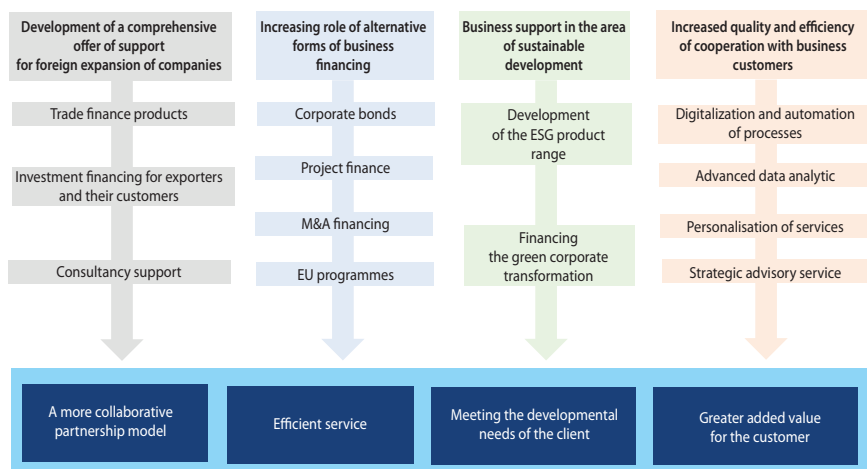 Development of a comprehensive
offer of support
for foreign expansion of companies
Trade finance products
Investment financing for exporters
and their customers
Consultancy support
Increasing role of alternative
forms of business
financing
Corporate bonds
Project finance
M&A financing
EU programmes
Business support in the area
of sustainable
development
Development
of the ESG product
range
Financing
the green corporate
transformation
Increased quality and efficiency
of cooperation with business
customers
Digitalization and automation
of processes
Advanced data analytic
Personalisation of services
Strategic advisory service
A more collaborative
partnership model
Efficient service
Meeting the developmental
needs of the client
Greater added value
for the customer